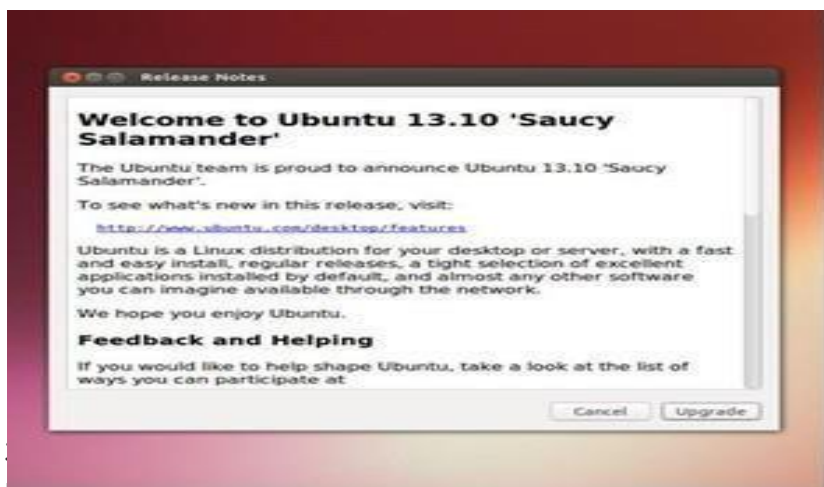 Release Notes
Welcome to Ubuntu 13.10 'Saucy
Salamander'
The Ubuntu team is proud to announce Ubuntu 13.10 'Saucy
Salamander'.
To see what's new in this release, visit:
http://www.ubuntu.com/desktop/features
Ubuntu is a Linux distribution for your desktop or server, with a fast
and easy install, regular releases, a tight selection of excellent
applications installed by default, and almost any other software
you can imagine available through the network.
We hope you enjoy Ubuntu.
Feedback and Helping
If you would like to help shape Ubuntu, take a look at the list of
ways you can participate at
Cancel Upgrade